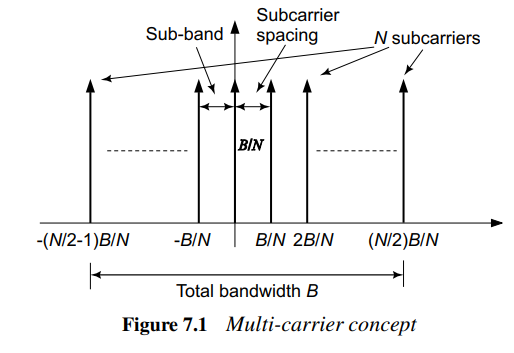 Sub-band
Subcarrier
spacing
N subcarriers
B/N
-(N/2-1)B/N
-B/N
B/N
2B/N
(N/2)B/N
Total bandwidth B
Figure 7.1 Multi-carrier concept